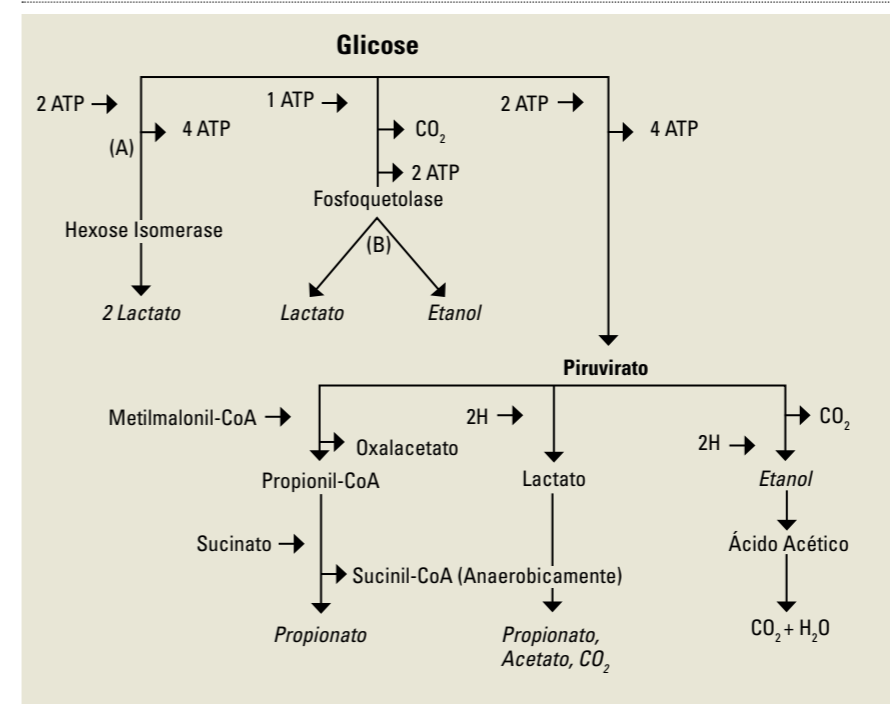 Glicose
2 ATP
4 ATP
(A)
Hexose Isomerase
2 Lactato
1 ATP
CO₂
2 ATP
Fosfoquetolase
(B)
Lactato
Etanol
2 ATP
4 ATP
Piruvirato
Metilmalonil-CoA
Oxalacetato
Propionil-CoA
Sucinato
Sucinil-CoA (Anaerobicamente)
Propionato
2H
Lactato
Propionato,
Acetato, CO₂
CO₂
2H
Etanol
Ácido Acético
CO₂ + H₂O